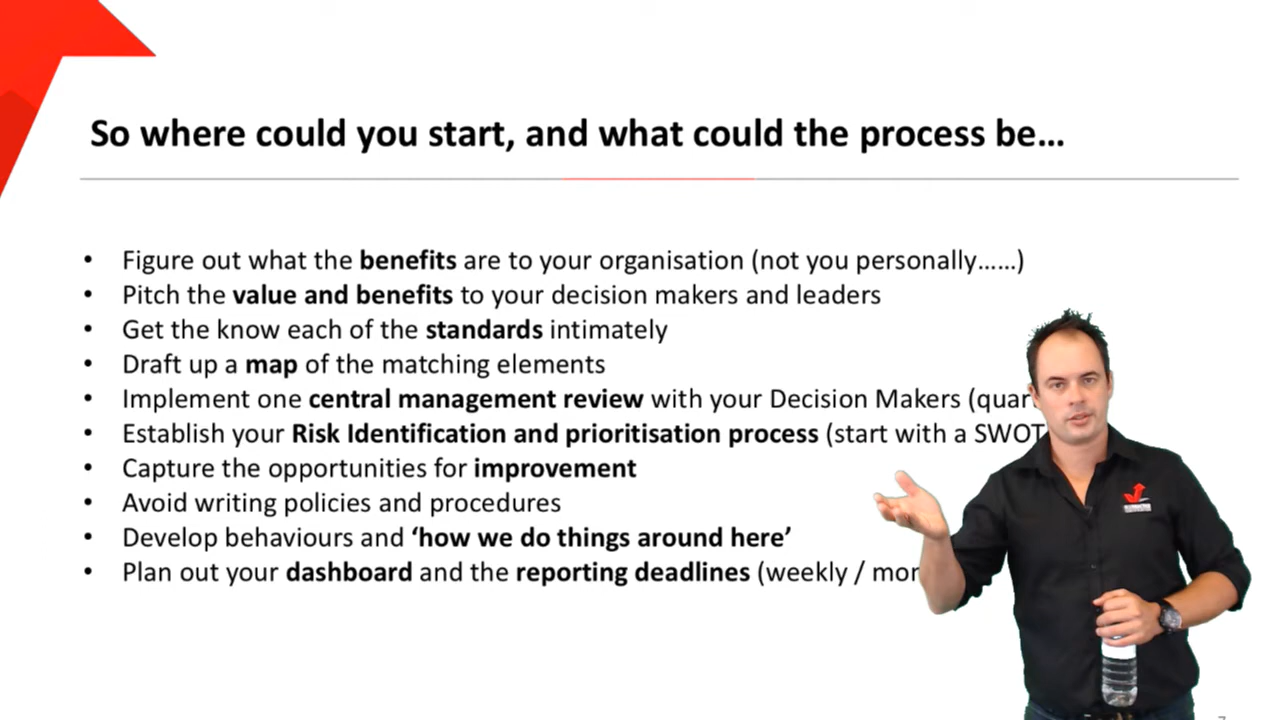 So where could you start, and what could the process be...
• Figure out what the benefits are to your organisation (not you personally......)
• Pitch the value and benefits to your decision makers and leaders
• Get the know each of the standards intimately
• Draft up a map of the matching elements
• Implement one central management review with your Decision Makers
• Establish your Risk Identification and prioritisation process (start with a SWOT
• Capture the opportunities for improvement
• Avoid writing policies and procedures
• Develop behaviours and ‘how we do things around here’
• Plan out your dashboard and the reporting deadlines (weekly /